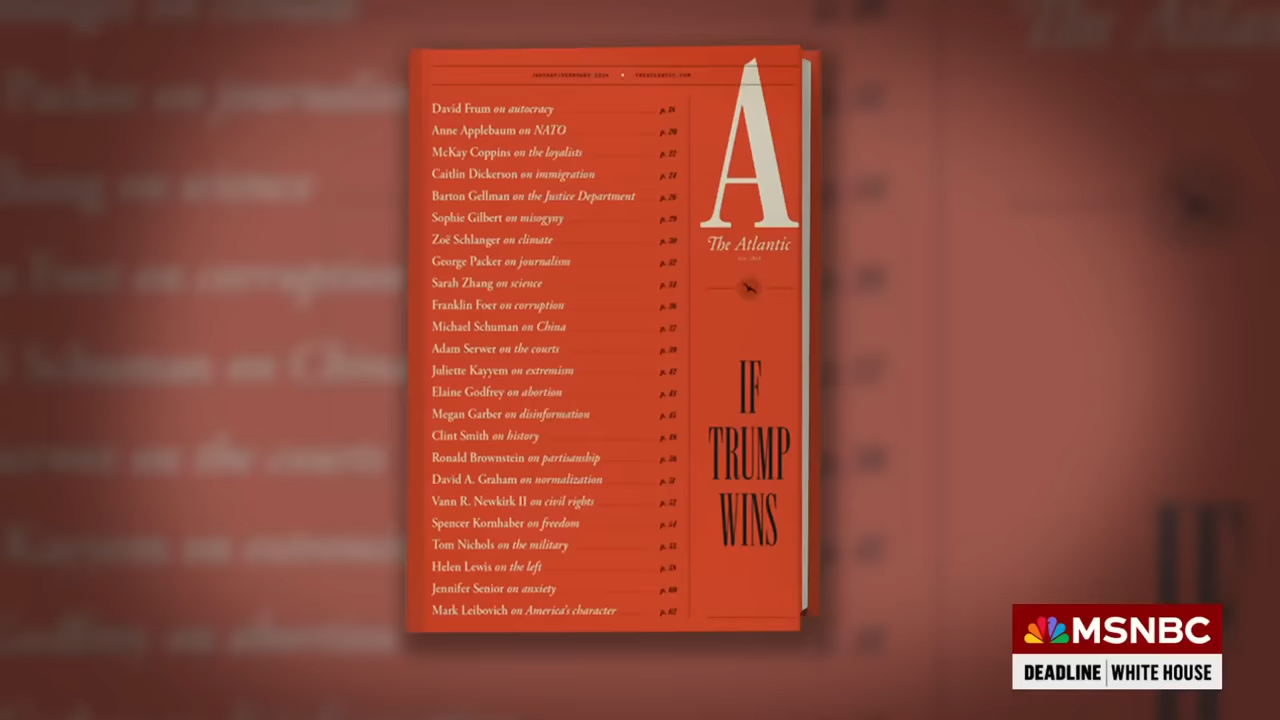 JANUARY/FEBRUARY 2024 • THEATLANTIC.COM
David Frum on autocracy
Anne Applebaum on NATO
McKay Coppins on the loyalists
Caitlin Dickerson on immigration
Barton Gellman on the Justice Department
Sophie Gilbert on misogyny
Zoë Schlanger on climate
George Packer on journalism
Sarah Zhang on science
Franklin Foer on corruption
Michael Schuman on China
Adam Serwer on the courts
Juliette Kayyem on extremism
Elaine Godfrey on abortion
Megan Garber on disinformation
Clint Smith on history
Ronald Brownstein on partisanship
David A. Graham on normalization
Vann R. Newkirk II on civil rights
Spencer Kornhaber on freedom
Tom Nichols on the military
Helen Lewis on the left
Jennifer Senior on anxiety
Mark Leibovich on America's character
A
The Atlantic
IF
TRUMP
WINS
MSNBC
DEADLINE WHITE HOUSE